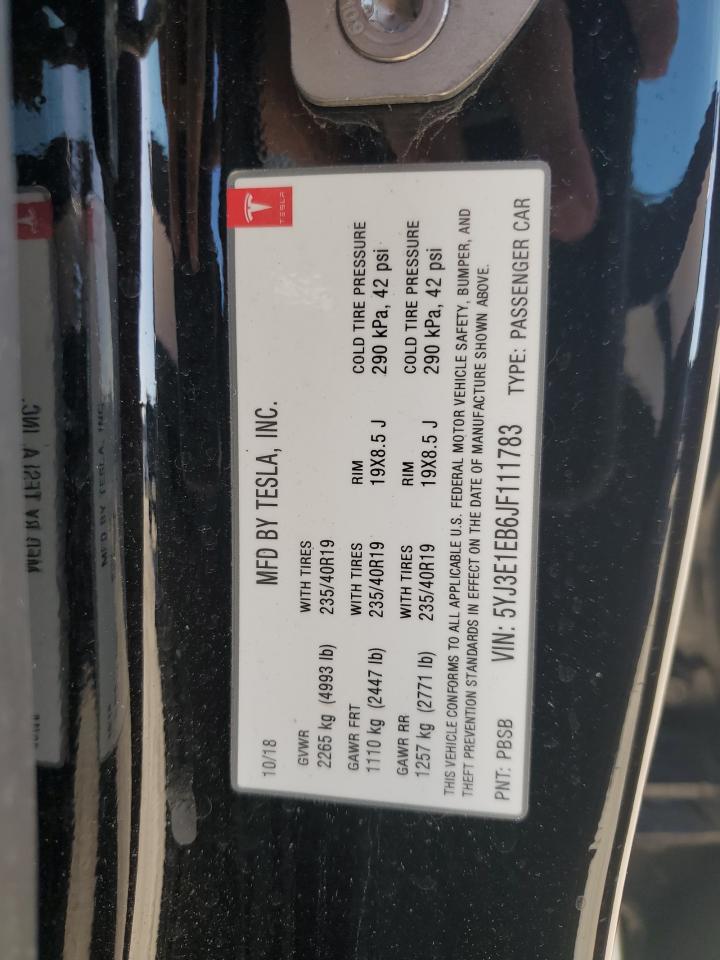 TESLA
10/18 MFD BY TESLA, INC.
GVWR WITH TIRES
2265 kg (4993 lb) 235/40R19
GAWR FRT WITH TIRES RIM COLD TIRE PRESSURE
1110 kg (2447 lb) 235/40R19 19X8.5 J 290 kPa, 42 psi
GAWR RR WITH TIRES RIM COLD TIRE PRESSURE
1257 kg (2771 lb) 235/40R19 19X8.5 J 290 kPa, 42 psi
THIS VEHICLE CONFORMS TO ALL APPLICABLE U.S. FEDERAL MOTOR VEHICLE SAFETY, BUMPER, AND
THEFT PREVENTION STANDARDS IN EFFECT ON THE DATE OF MANUFACTURE SHOWN ABOVE.
PNT: PBSB VIN: 5YJ3E1EB6JF111783 TYPE: PASSENGER CAR